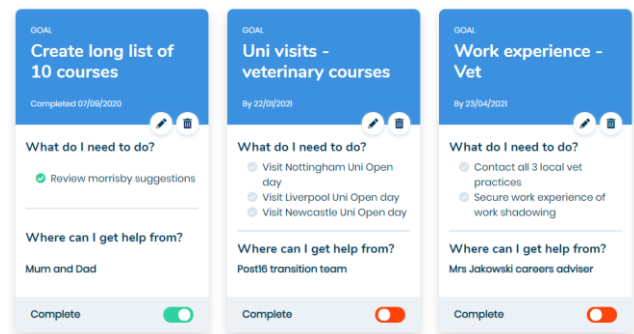 GOAL
Create long list of
10 courses
Completed 07/09/2020
What do I need to do?
Review morrisby suggestions
Where can I get help from?
Mum and Dad
Complete
GOAL
Uni visits -
veterinary courses
By 22/01/2021
What do I need to do?
Visit Nottingham Uni Open
day
Visit Liverpool Uni Open day
Visit Newcastle Uni Open day
Where can I get help from?
Post16 transition team
Complete
GOAL
Work experience -
Vet
By 23/04/2021
What do I need to do?
Contact all 3 local vet
practices
Secure work experience of
work shadowing
Where can I get help from?
Mrs Jakowski careers adviser
Complete